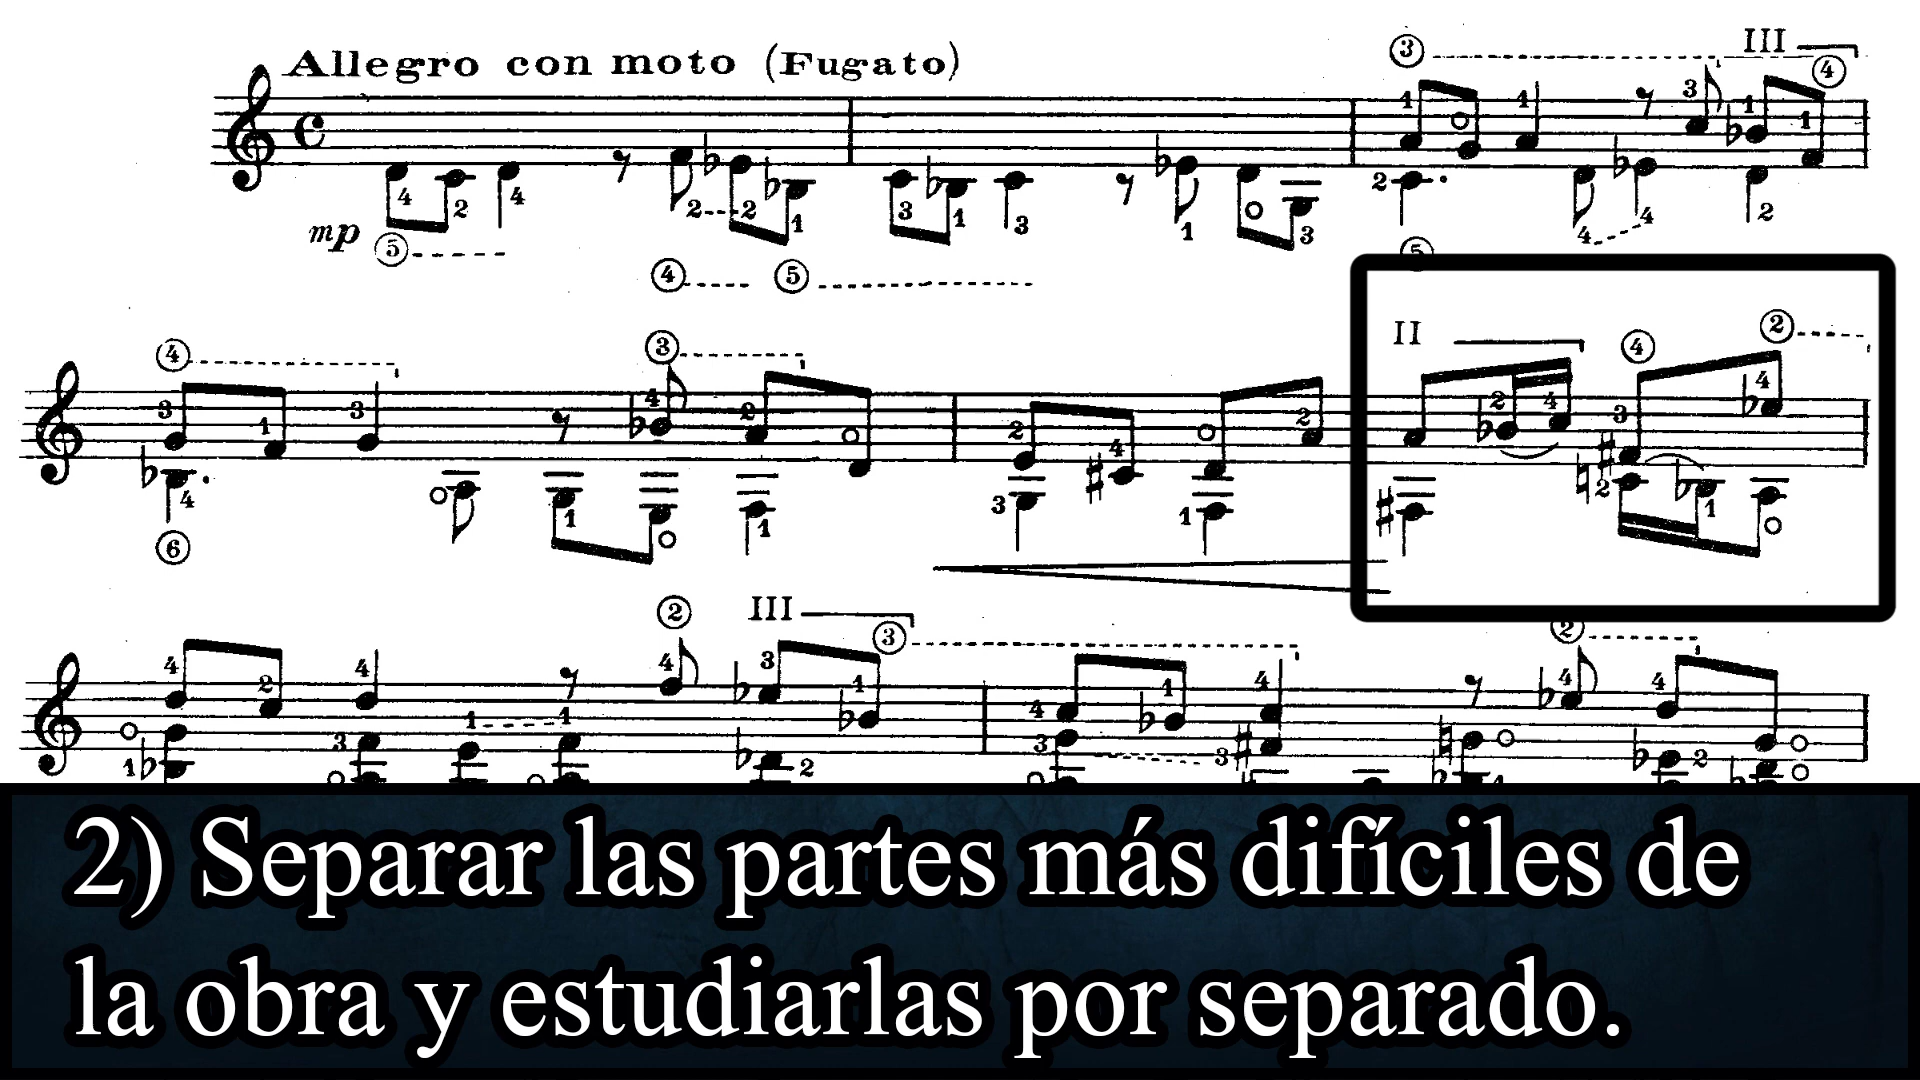 Allegro con moto (Fugato)
III
mp
II
III
2) Separar las partes más difíciles de
la obra y estudiarlas por separado.